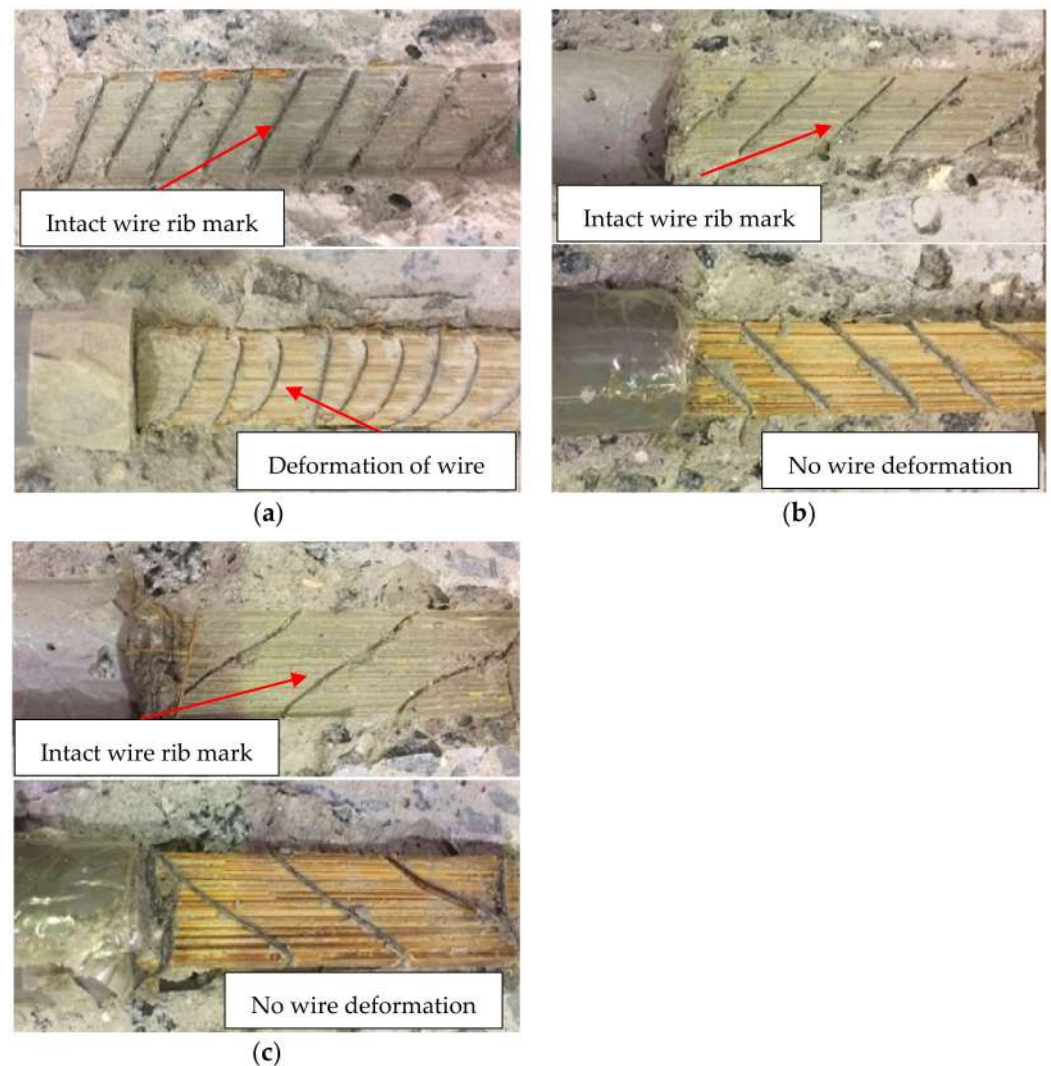 Intact wire rib mark
Deformation of wire
(a)
Intact wire rib mark
No wire deformation
(b)
Intact wire rib mark
No wire deformation
(c)